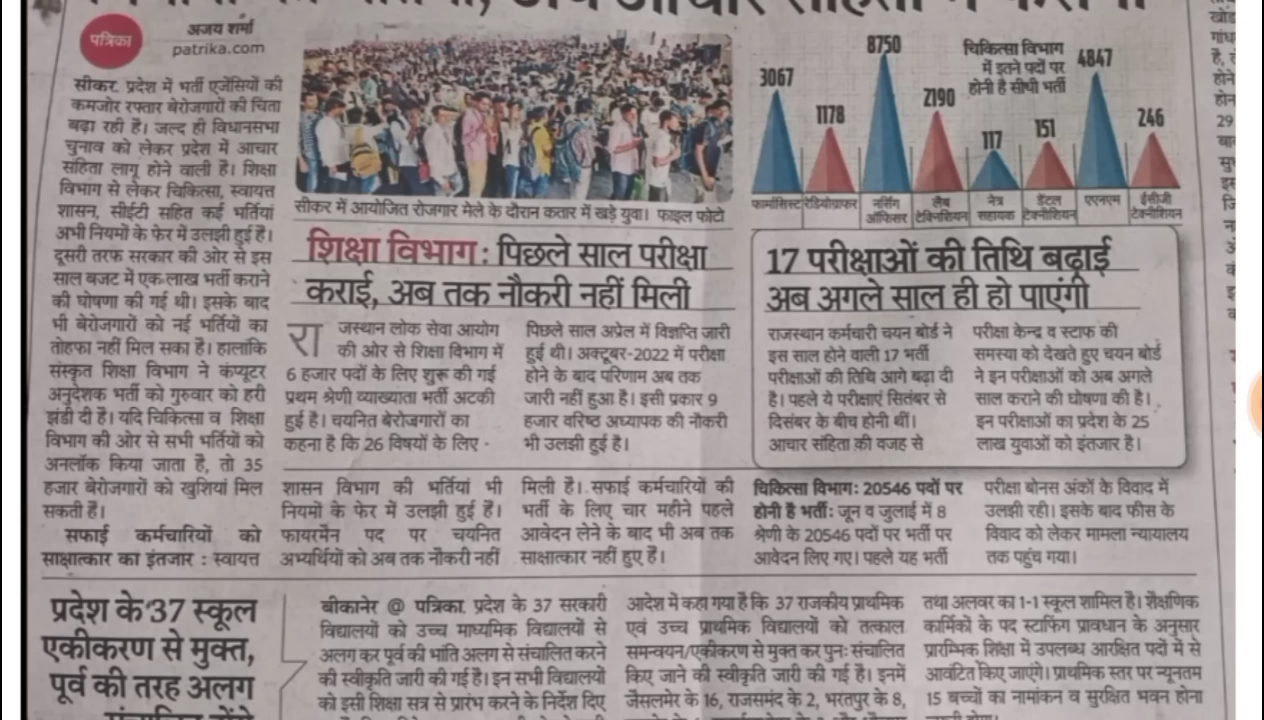 पत्रिका
अजय शर्मा
patrika.com
सीकर. प्रदेश में भर्ती एजेंसियों की
कमजोर रफ्तार बेरोजगारों की चिंता
बढ़ा रही है। जल्द ही विधानसभा
चुनाव को लेकर प्रदेश में आचार
संहिता लागू होने वाली है। शिक्षा
विभाग से लेकर चिकित्सा, स्वायत्त
शासन, सीईटी सहित कई भर्तियां
अभी नियमों के फेर में उलझी हुई है।
दूसरी तरफ सरकार की ओर से इस
साल बजट में एक-लाख भर्ती कराने
की घोषणा की गई थी। इसके बाद
भी बेरोजगारों को नई भर्तियों का
तोहफा नहीं मिल सका है। हालांकि
संस्कृत शिक्षा विभाग ने कंप्यूटर
अनुदेशक भर्ती को गुरुवार को हरी
झंडी दी है। यदि चिकित्सा व शिक्षा
विभाग की ओर से सभी भर्तियों को
अनलॉक किया जाता है, तो 35
हजार बेरोजगारों को खुशियां मिल
सकती है।
सफाई कर्मचारियों को
साक्षात्कार का इंतजार : स्वायत्त
सीकर में आयोजित रोजगार मेले के दौरान कतार में खड़े युवा। फाइल फोटो
चिकित्सा विभाग
में इतने पदों पर
होनी है सीधी भर्ती
3067
1178
8750
2190
117
151
4847
246
फार्मासिस्ट
रेडियोग्राफर
नर्सिंग
ऑफिसर
लैब
टेक्निशियन
नेत्र
सहायक
डेंटल
टेक्नीशियन
एएनएम
ईसीजी
टेक्नीशियन
शिक्षा विभाग : पिछले साल परीक्षा
कराई, अब तक नौकरी नहीं मिली
राजस्थान लोक सेवा आयोग
की ओर से शिक्षा विभाग में
6 हजार पदों के लिए शुरू की गई
प्रथम श्रेणी व्याख्याता भर्ती अटकी
हुई है। चयनित बेरोजगारों का
कहना है कि 26 विषयों के लिए
पिछले साल अप्रेल में विज्ञप्ति जारी
हुई थी। अक्टूबर-2022 में परीक्षा
होने के बाद परिणाम अब तक
जारी नहीं हुआ है। इसी प्रकार 9
हजार वरिष्ठ अध्यापक की नौकरी
भी उलझी हुई है।
17 परीक्षाओं की तिथि बढ़ाई
अब अगले साल ही हो पाएंगी
राजस्थान कर्मचारी चयन बोर्ड ने
इस साल होने वाली 17 भर्ती
परीक्षाओं की तिथि आगे बढ़ा दी
है। पहले ये परीक्षाएं सितंबर से
दिसंबर के बीच होनी थीं।
आचार संहिता की वजह से
परीक्षा केन्द्र व स्टाफ की
समस्या को देखते हुए चयन बोर्ड
ने इन परीक्षाओं को अब अगले
साल कराने की घोषणा की है।
इन परीक्षाओं का प्रदेश के 25
लाख युवाओं को इंतजार है।
शासन विभाग की भर्तियां भी
नियमों के फेर में उलझी हुई है।
फायरमैन पद पर चयनित
अभ्यर्थियों को अब तक नौकरी नहीं
मिली है। सफाई कर्मचारियों की
भर्ती के लिए चार महीने पहले
आवेदन लेने के बाद भी अब तक
साक्षात्कार नहीं हुए है।
चिकित्सा विभाग: 20546 पदों पर
होनी है भर्ती: जून व जुलाई में 8
श्रेणी के 20546 पदों पर भर्ती पर
आवेदन लिए गए। पहले यह भर्ती
परीक्षा बोनस अंकों के विवाद में
उलझी रही। इसके बाद फीस के
विवाद को लेकर मामला न्यायालय
तक पहुंच गया।
प्रदेश के 37 स्कूल
एकीकरण से मुक्त,
पूर्व की तरह अलग
बीकानेर @ पत्रिका. प्रदेश के 37 सरकारी
विद्यालयों को उच्च माध्यमिक विद्यालयों से
अलग कर पूर्व की भांति अलग से संचालित करने
की स्वीकृति जारी की गई है। इन सभी विद्यालयों
को इसी शिक्षा सत्र से प्रारंभ करने के निर्देश दिए
आदेश में कहा गया है कि 37 राजकीय प्राथमिक
एवं उच्च प्राथमिक विद्यालयों को तत्काल
समन्वयन/एकीकरण से मुक्त कर पुनः संचालित
किए जाने की स्वीकृति जारी की गई है। इनमें
जैसलमेर के 16, राजसमंद के 2, भरतपुर के 8,
तथा अलवर का 1-1 स्कूल शामिल है। शैक्षणिक
कार्मिकों के पद स्टाफिंग प्रावधान के अनुसार
प्रारम्भिक शिक्षा में उपलब्ध आरक्षित पदों में से
आवंटित किए जाएंगे। प्राथमिक स्तर पर न्यूनतम
15 बच्चों का नामांकन व सुरक्षित भवन होना